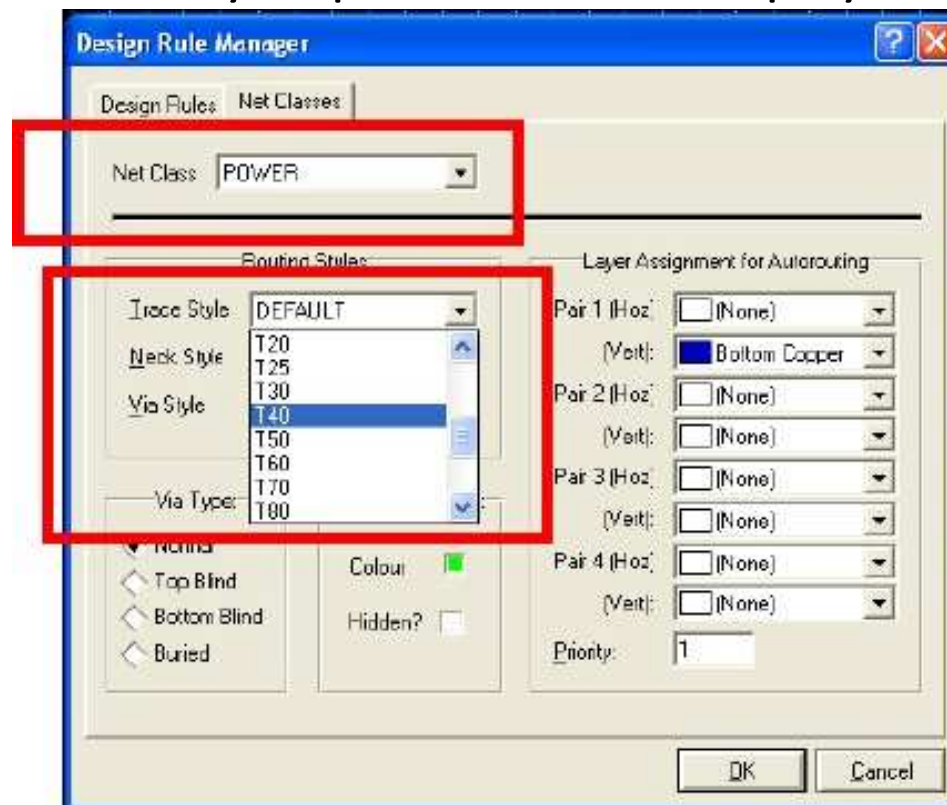 Design Rule Manager
Design Rules Net Classes
Net Class POWER
Routing Styles
Trace Style DEFAULT
T20
T25
T30
T40
T50
T60
T70
T80
Neck Style
Via Style
Via Type:
Normal
Top Blind
Bottom Blind
Buried
Colour
Hidden?
Layer Assignment for Autorouting
Pair 1 (Hoz) (None)
(Vert): Bottom Copper
Pair 2 (Hoz) (None)
(Vert): (None)
Pair 3 (Hoz) (None)
(Vert): (None)
Pair 4 (Hoz) (None)
(Vert): (None)
Priority: 1
OK Cancel